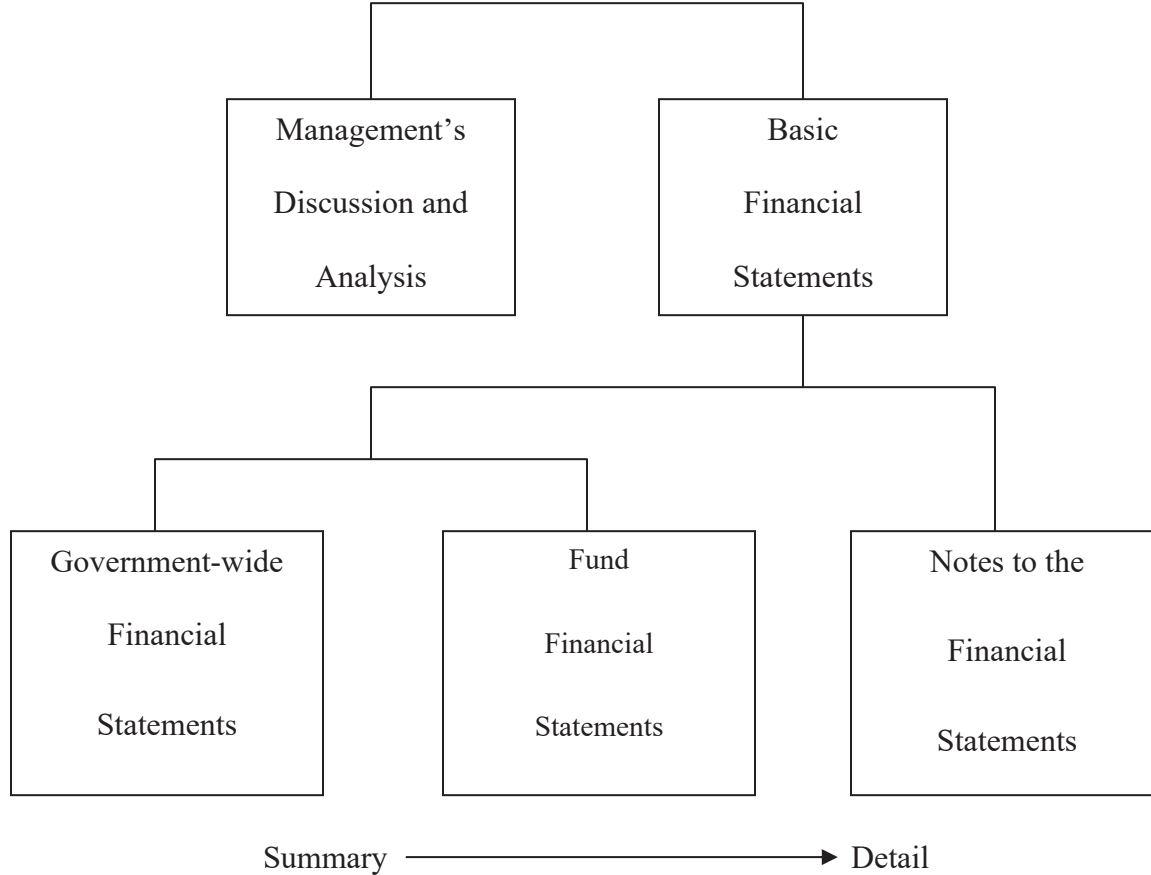 Management’s
Discussion and
Analysis
Basic
Financial
Statements
Government-wide
Financial
Statements
Fund
Financial
Statements
Notes to the
Financial
Statements
Summary
Detail